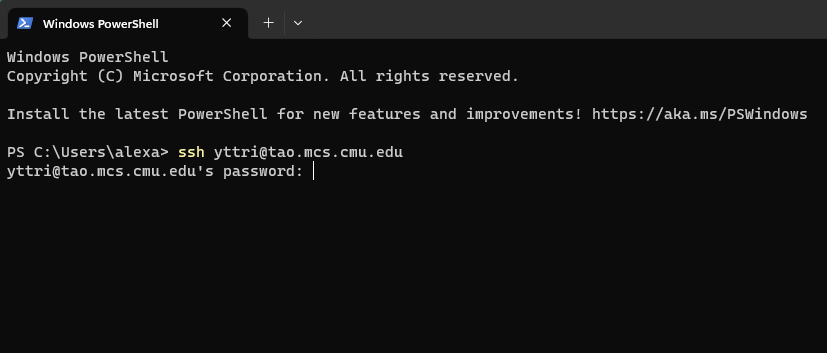 Windows PowerShell
Windows PowerShell
Copyright (C) Microsoft Corporation. All rights reserved.
Install the latest PowerShell for new features and improvements! https://aka.ms/PSWindows
PS C:\Users\alexa> ssh yttri@tao.mcs.cmu.edu
yttri@tao.mcs.cmu.edu's password: